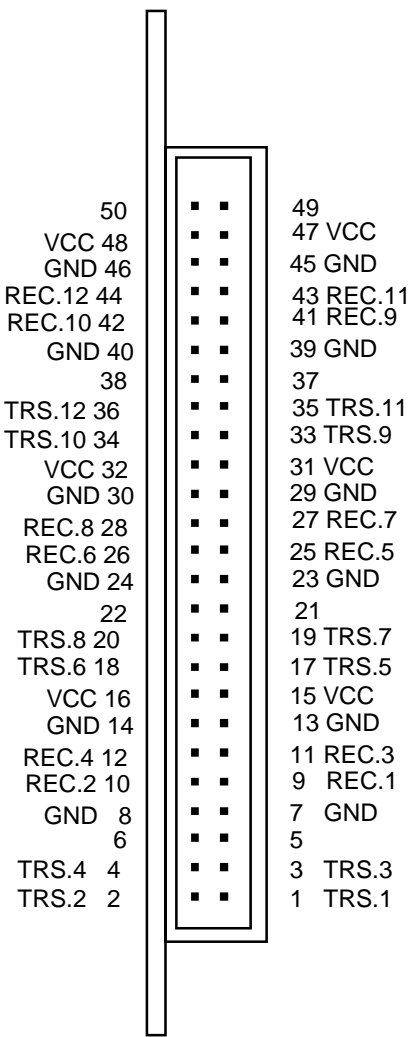 50 49
VCC 48 47 VCC
GND 46 45 GND
REC.12 44 43 REC.11
REC.10 42 41 REC.9
GND 40 39 GND
38 37
TRS.12 36 35 TRS.11
TRS.10 34 33 TRS.9
VCC 32 31 VCC
GND 30 29 GND
REC.8 28 27 REC.7
REC.6 26 25 REC.5
GND 24 23 GND
22 21
TRS.8 20 19 TRS.7
TRS.6 18 17 TRS.5
VCC 16 15 VCC
GND 14 13 GND
REC.4 12 11 REC.3
REC.2 10 9 REC.1
GND 8 7 GND
6 5
TRS.4 4 3 TRS.3
TRS.2 2 1 TRS.1